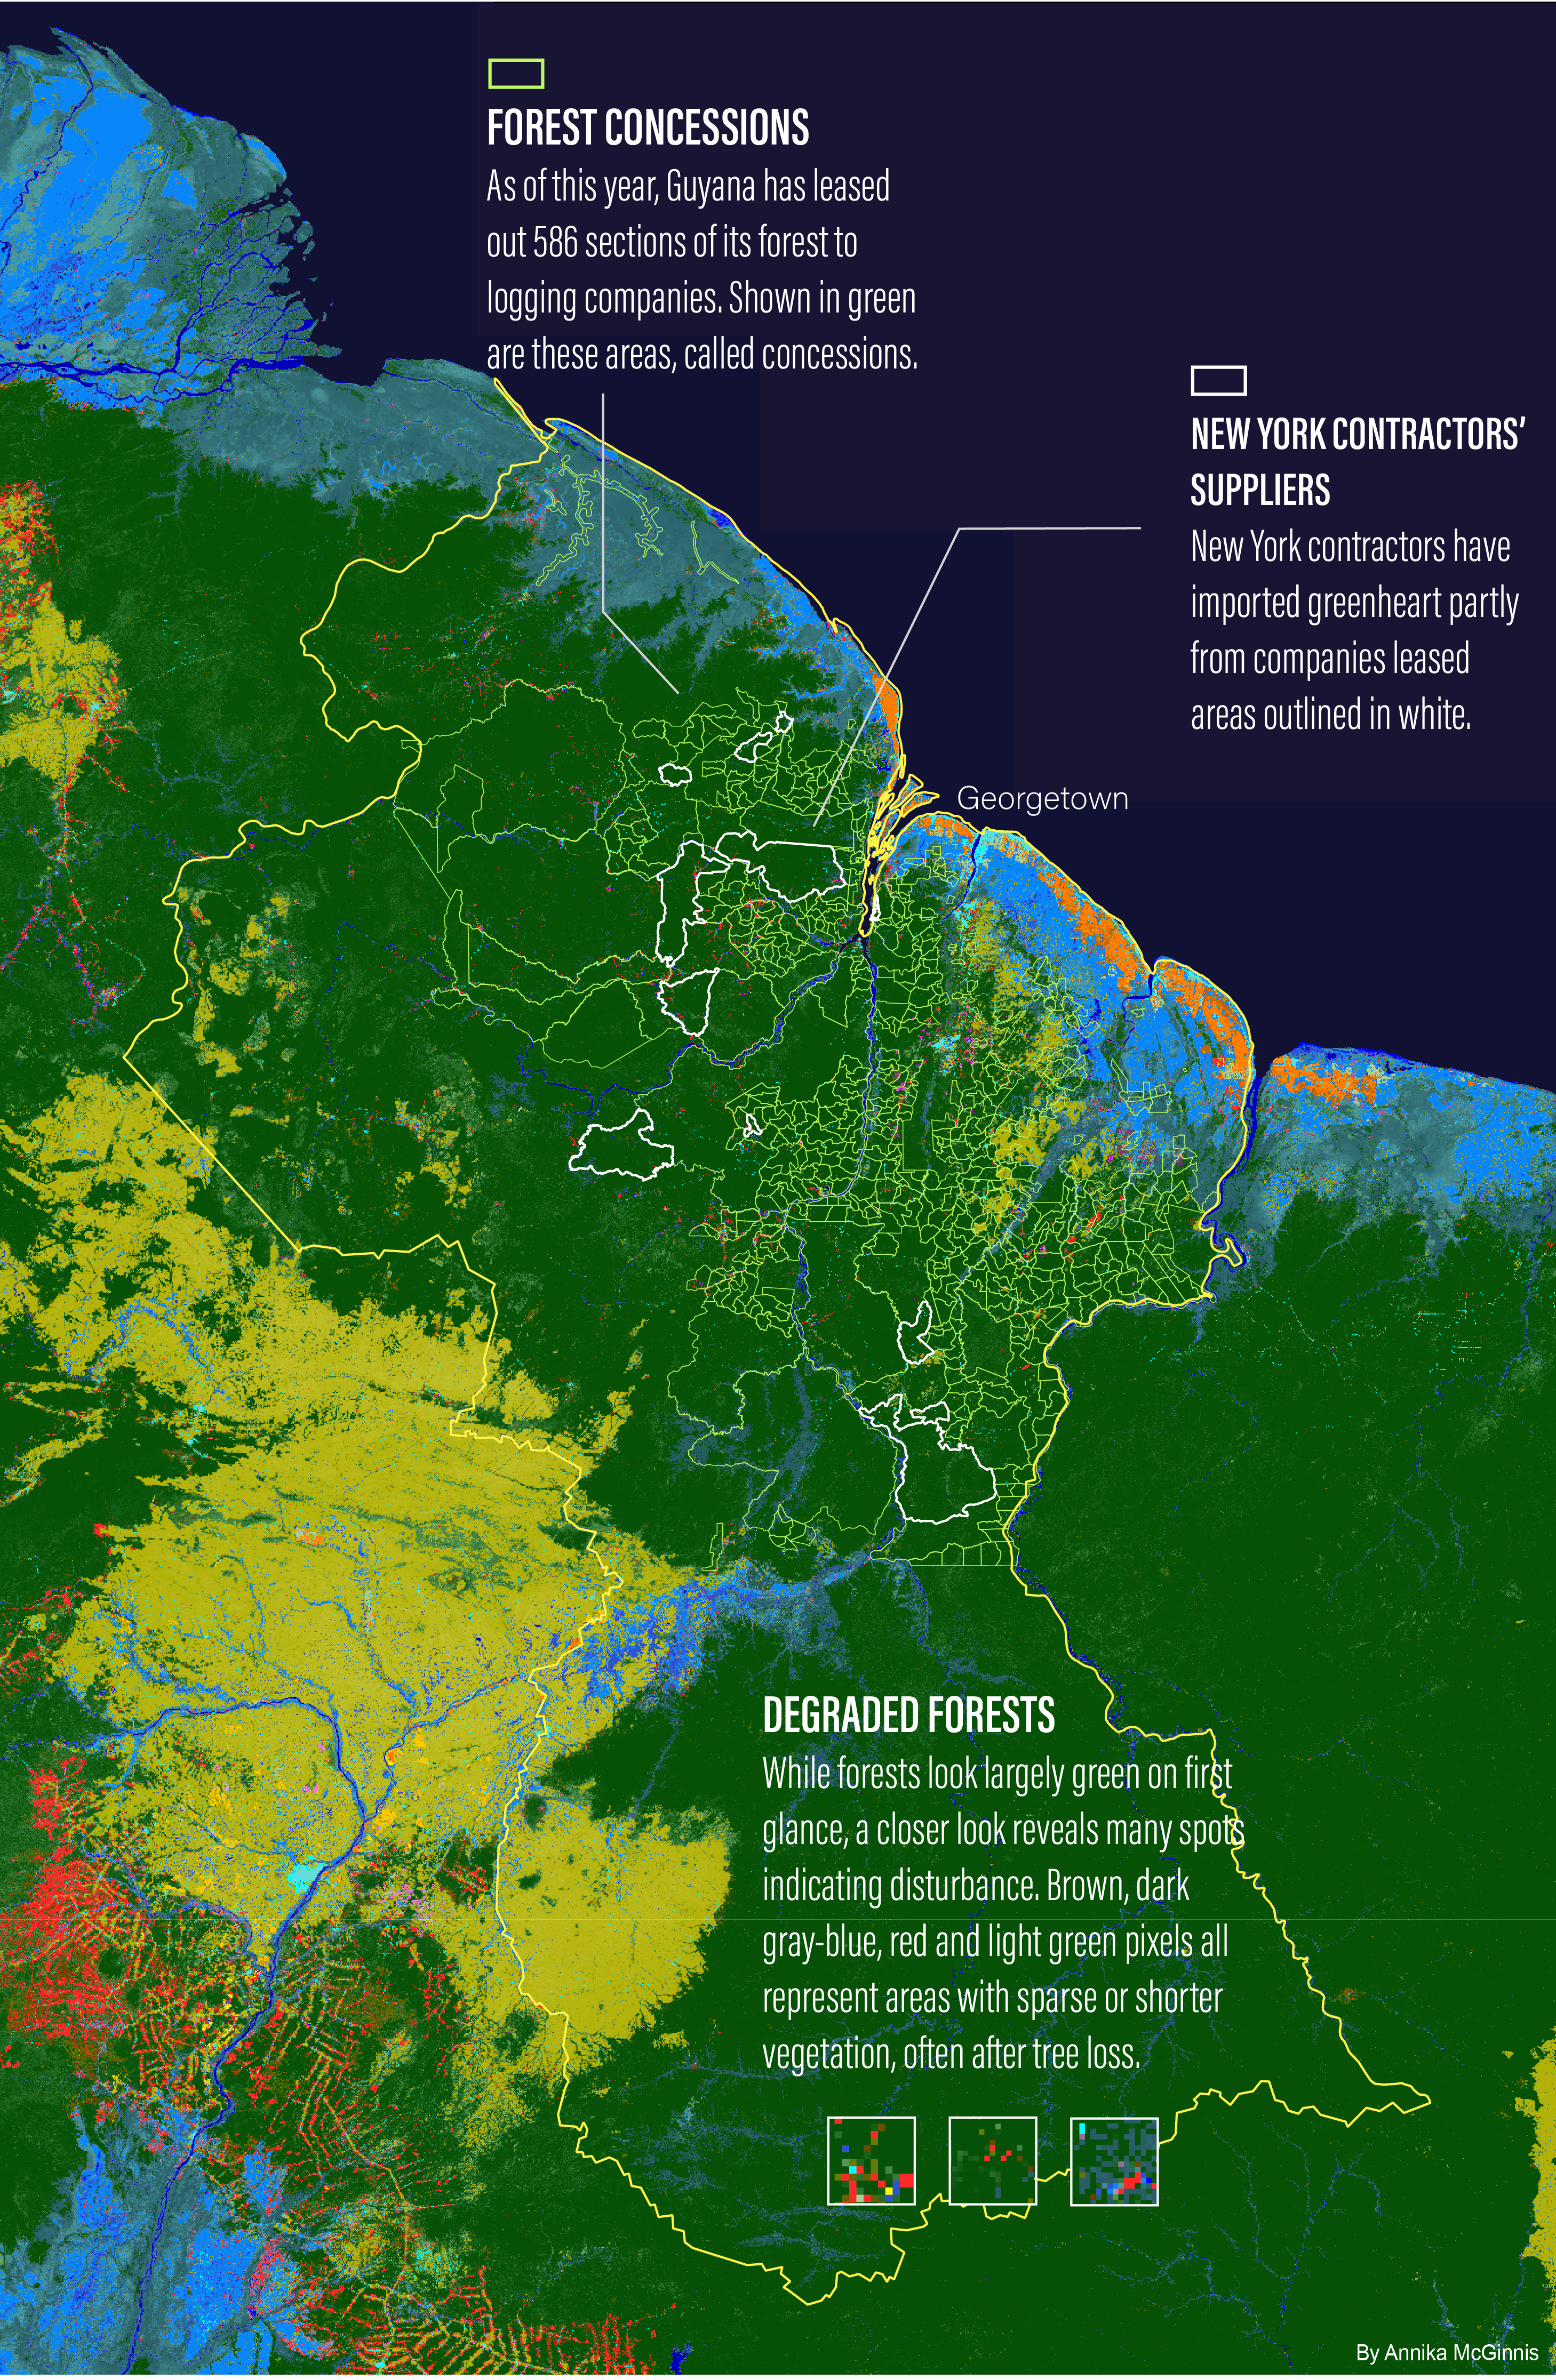 FOREST CONCESSIONS
As of this year, Guyana has leased
out 586 sections of its forest to
logging companies. Shown in green
are these areas, called concessions.
NEW YORK CONTRACTORS’
SUPPLIERS
New York contractors have
imported greenheart partly
from companies leased
areas outlined in white.
Georgetown
DEGRADED FORESTS
While forests look largely green on first
glance, a closer look reveals many spots
indicating disturbance. Brown, dark
gray-blue, red and light green pixels all
represent areas with sparse or shorter
vegetation, often after tree loss.
By Annika McGinnis